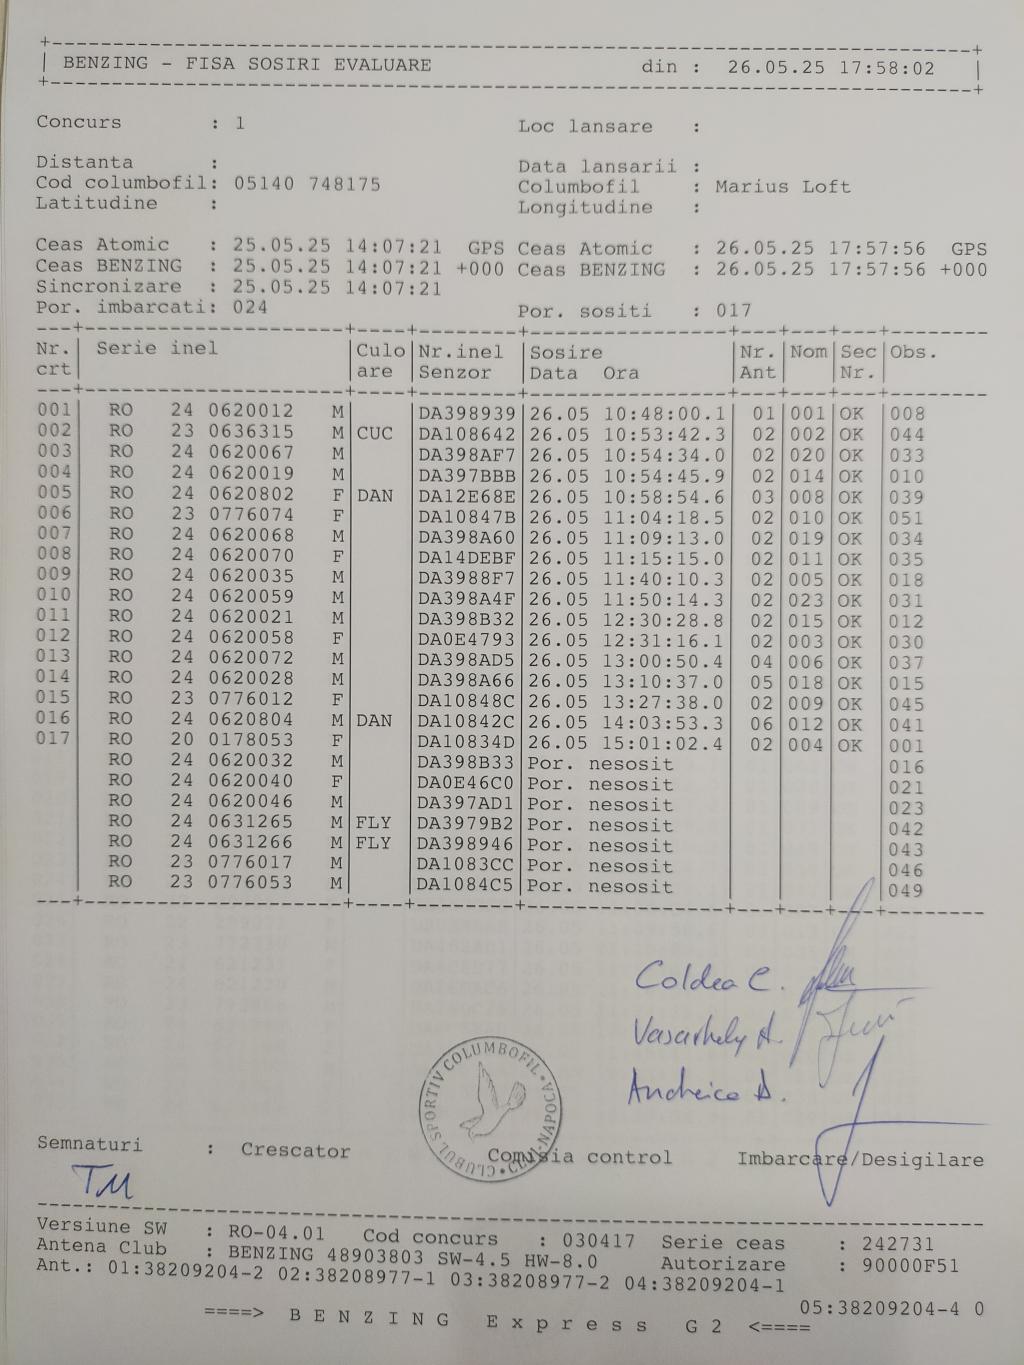 BENZING - FISA SOSIRI EVALUARE din : 26.05.25 17:58:02
Concurs : 1 Loc lansare :
Distanta : Data lansarii :
Cod columbofil: 05140 748175 Columbofil : Marius Loft
Latitudine : Longitudine :
Ceas Atomic : 25.05.25 14:07:21 GPS Ceas Atomic : 26.05.25 17:57:56 GPS
Ceas BENZING : 25.05.25 14:07:21 +000 Ceas BENZING : 26.05.25 17:57:56 +000
Sincronizare : 25.05.25 14:07:21
Por. imbarcati: 024 Por. sositi : 017
Nr. Serie inel Culo Nr.inel Sosire Nr. Nom Sec Obs.
crt are Senzor Data Ora Ant Nr.
001 RO 24 0620012 M DA398939 26.05 10:48:00.1 01 001 OK 008
002 RO 23 0636315 M CUC DA108642 26.05 10:53:42.3 02 002 OK 044
003 RO 24 0620067 M DA398AF7 26.05 10:54:34.0 02 020 OK 033
004 RO 24 0620019 M DA397BBB 26.05 10:54:45.9 02 014 OK 010
005 RO 24 0620802 F DAN DA12E68E 26.05 10:58:54.6 03 008 OK 039
006 RO 23 0776074 F DA10847B 26.05 11:04:18.5 02 010 OK 051
007 RO 24 0620068 M DA398A60 26.05 11:09:13.0 02 019 OK 034
008 RO 24 0620070 F DA14DEBF 26.05 11:15:15.0 02 011 OK 035
009 RO 24 0620035 M DA3988F7 26.05 11:40:10.3 02 005 OK 018
010 RO 24 0620059 M DA398A4F 26.05 11:50:14.3 02 023 OK 031
011 RO 24 0620021 M DA398B32 26.05 12:30:28.8 02 015 OK 012
012 RO 24 0620058 F DA0E4793 26.05 12:31:16.1 02 003 OK 030
013 RO 24 0620072 M DA398AD5 26.05 13:00:50.4 04 006 OK 037
014 RO 24 0620028 M DA398A66 26.05 13:10:37.0 05 018 OK 015
015 RO 23 0776012 F DA10848C 26.05 13:27:38.0 02 009 OK 045
016 RO 24 0620804 M DAN DA10842C 26.05 14:03:53.3 06 012 OK 041
017 RO 20 0178053 F DA10834D 26.05 15:01:02.4 02 004 OK 001
RO 24 0620032 M DA398B33 Por. nesosit 016
RO 24 0620040 F DA0E46C0 Por. nesosit 021
RO 24 0620046 M DA397AD1 Por. nesosit 023
RO 24 0631265 M FLY DA3979B2 Por. nesosit 042
RO 24 0631266 M FLY DA398946 Por. nesosit 043
RO 23 0776017 M DA1083CC Por. nesosit 046
RO 23 0776053 M DA1084C5 Por. nesosit 049
Coldea C.
Vasarhely A.
Andreica D.
CLUBUL SPORTIV COLUMBOFIL • CLUJ-NAPOCA •
Semnaturi : Crescator Comisia control Imbarcare/Desigilare
TM
Versiune SW : RO-04.01 Cod concurs : 030417 Serie ceas : 242731
Antena Club : BENZING 48903803 SW-4.5 HW-8.0 Autorizare : 90000F51
Ant.: 01:38209204-2 02:38208977-1 03:38208977-2 04:38209204-1
05:38209204-4 0
====> BENZING Express G2 <====